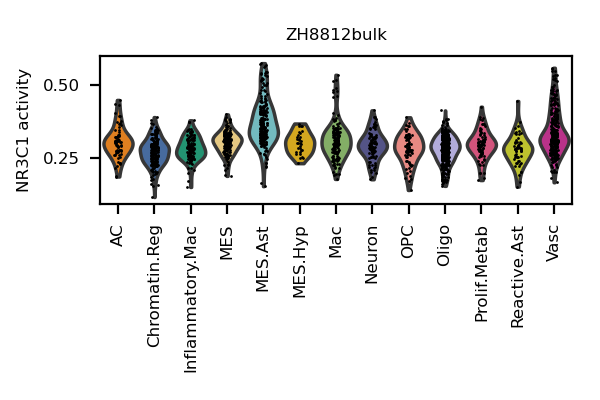 ZH8812bulk
NR3C1 activity
0.50
0.25
AC
Chromatin.Reg
Inflammatory.Mac
MES
MES.Ast
MES.Hyp
Mac
Neuron
OPC
Oligo
Prolif.Metab
Reactive.Ast
Vasc